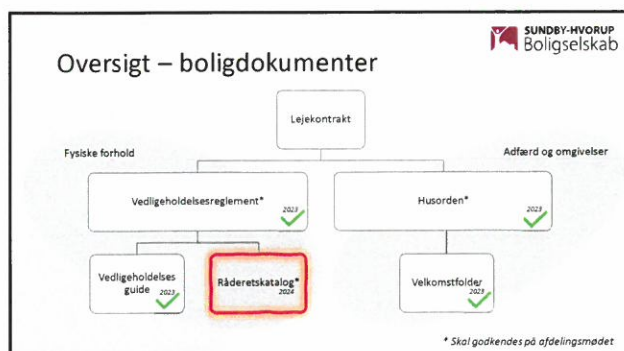 SUNDBY-HVORUP
Boligselskab
Oversigt – boligdokumenter
Lejekontrakt
Fysiske forhold
Adfærd og omgivelser
Vedligeholdelsesreglement*
2023
Husorden*
2023
Vedligeholdelses
guide
2023
Råderetskatalog*
2024
Velkomstfolder
2023
* Skal godkendes på afdelingsmødet